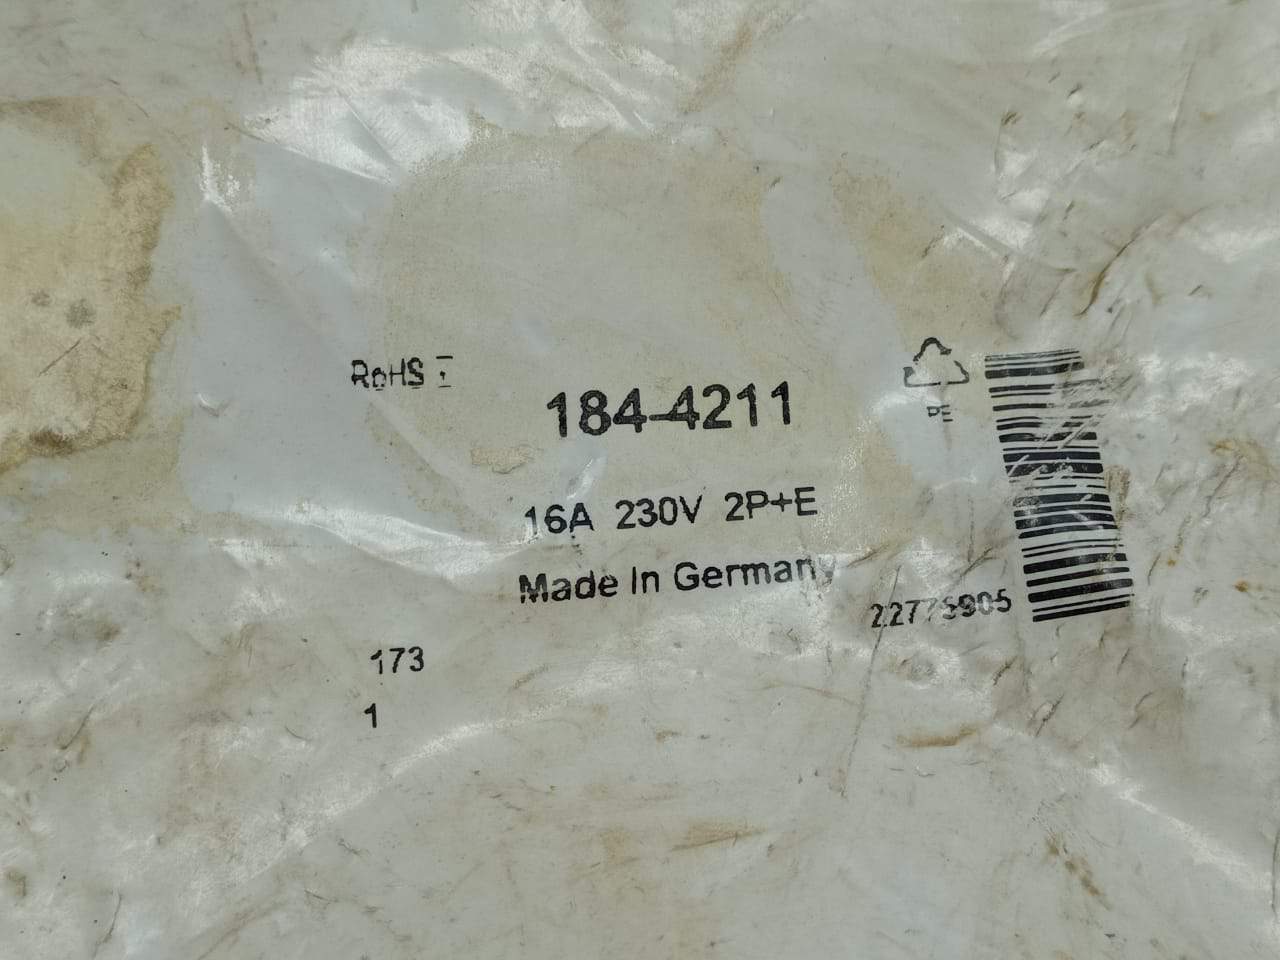 RoHS
184-4211
PE
16A 230V 2P+E
Made In Germany
22775905
173
1